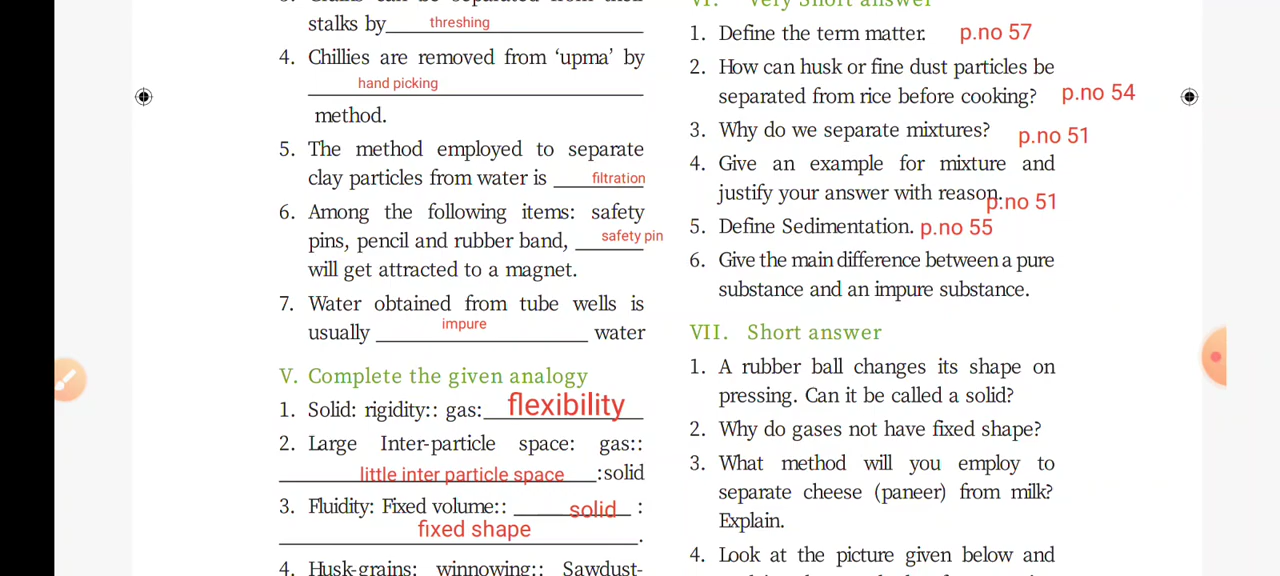 stalks by threshing
4. Chillies are removed from ‘upma’ by
hand picking
method.
5. The method employed to separate
clay particles from water is filtration
6. Among the following items: safety
pins, pencil and rubber band, safety pin
will get attracted to a magnet.
7. Water obtained from tube wells is
usually impure water
V. Complete the given analogy
1. Solid: rigidity:: gas: flexibility
2. Large Inter-particle space: gas::
little inter particle space :solid
3. Fluidity: Fixed volume:: solid :
fixed shape .
4. Husk-grains: winnowing:: Sawdust-
VI. Very Short answer
1. Define the term matter. p.no 57
2. How can husk or fine dust particles be
separated from rice before cooking? p.no 54
3. Why do we separate mixtures? p.no 51
4. Give an example for mixture and
justify your answer with reason. p.no 51
5. Define Sedimentation. p.no 55
6. Give the main difference between a pure
substance and an impure substance.
VII. Short answer
1. A rubber ball changes its shape on
pressing. Can it be called a solid?
2. Why do gases not have fixed shape?
3. What method will you employ to
separate cheese (paneer) from milk?
Explain.
4. Look at the picture given below and